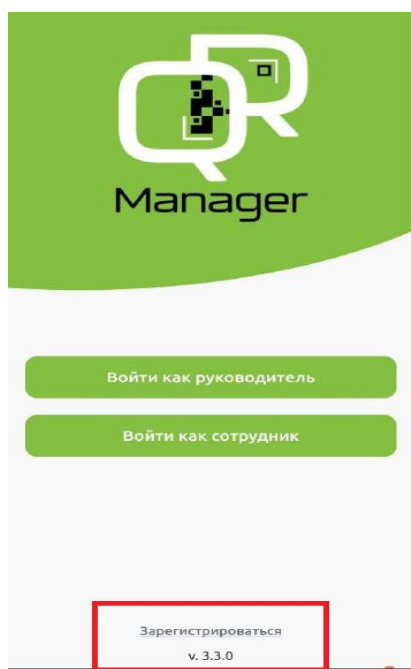 QR
Manager
Войти как руководитель
Войти как сотрудник
Зарегистрироваться
v. 3.3.0